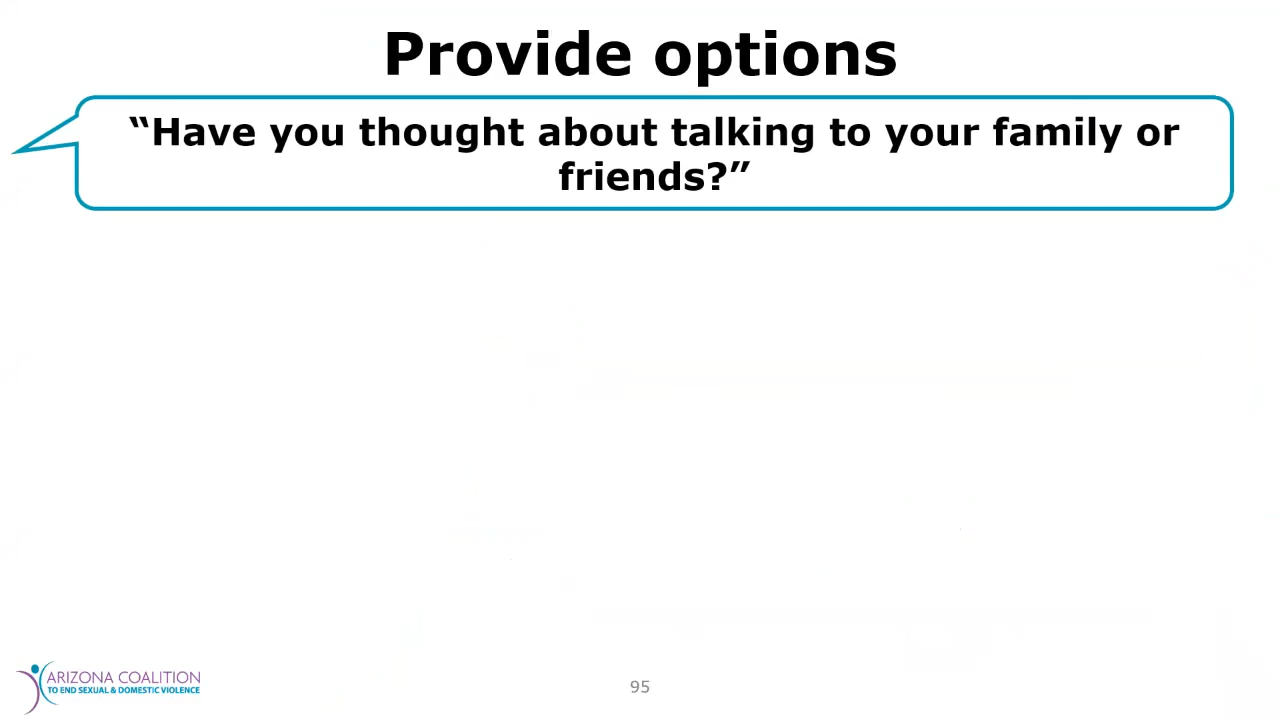 Provide options
“Have you thought about talking to your family or
friends?”
ARIZONA COALITION
TO END SEXUAL & DOMESTIC VIOLENCE
95